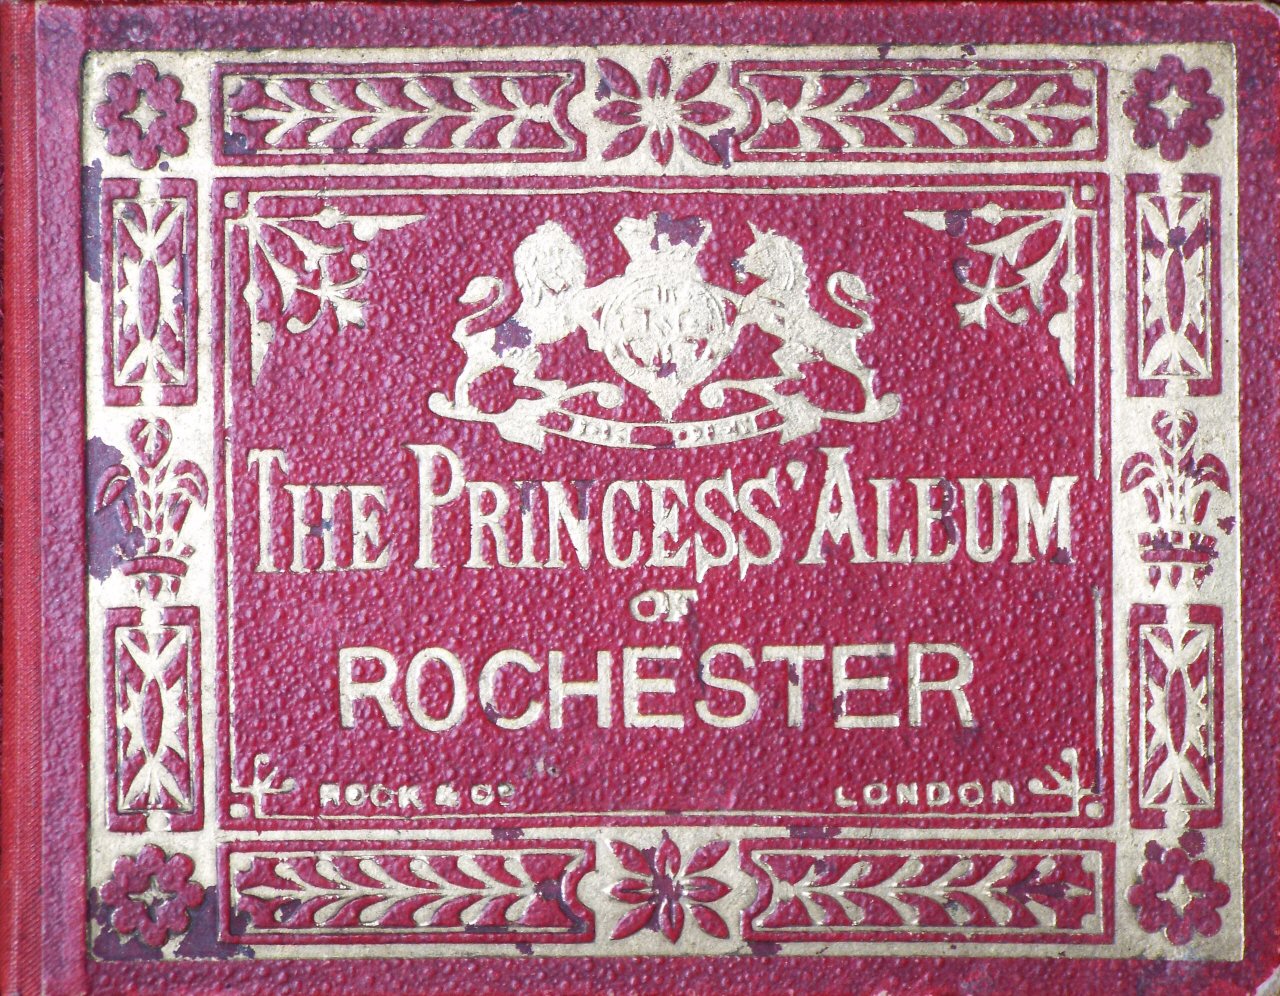 THE PRINCESS' ALBUM
OF
ROCHESTER
ROCK & Co. LONDON